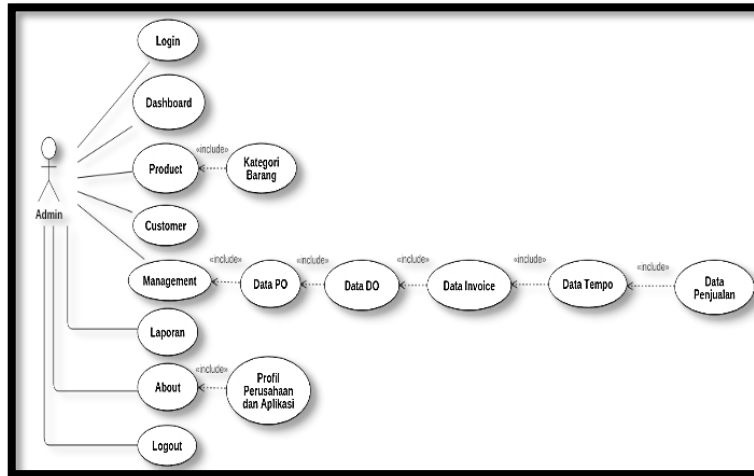 Login
Dashboard
«include»
Product
Kategori
Barang
Admin
Customer
«include»
«include»
«include»
«include»
«include»
Management
Data PO
Data DO
Data Invoice
Data Tempo
Data
Penjualan
Laporan
«include»
About
Profil
Perusahaan
dan Aplikasi
Logout